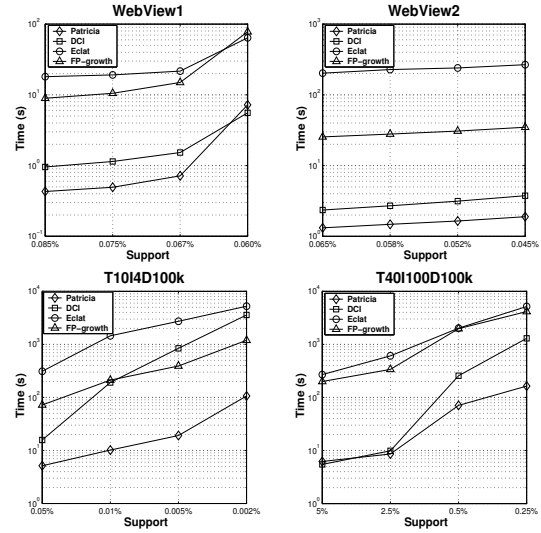 WebView1
10^2
10^1
10^0
10^-1
Time (s)
Patricia
DCI
Eclat
FP-growth
0.085% 0.075% 0.067% 0.060%
Support
WebView2
10^3
10^2
10^1
10^0
Time (s)
Patricia
DCI
Eclat
FP-growth
0.065% 0.058% 0.052% 0.045%
Support
T10I4D100k
10^4
10^3
10^2
10^1
10^0
Time (s)
Patricia
DCI
Eclat
FP-growth
0.05% 0.01% 0.005% 0.002%
Support
T40I100D100k
10^4
10^3
10^2
10^1
10^0
Time (s)
Patricia
DCI
Eclat
FP-growth
5% 2.5% 0.5% 0.25%
Support